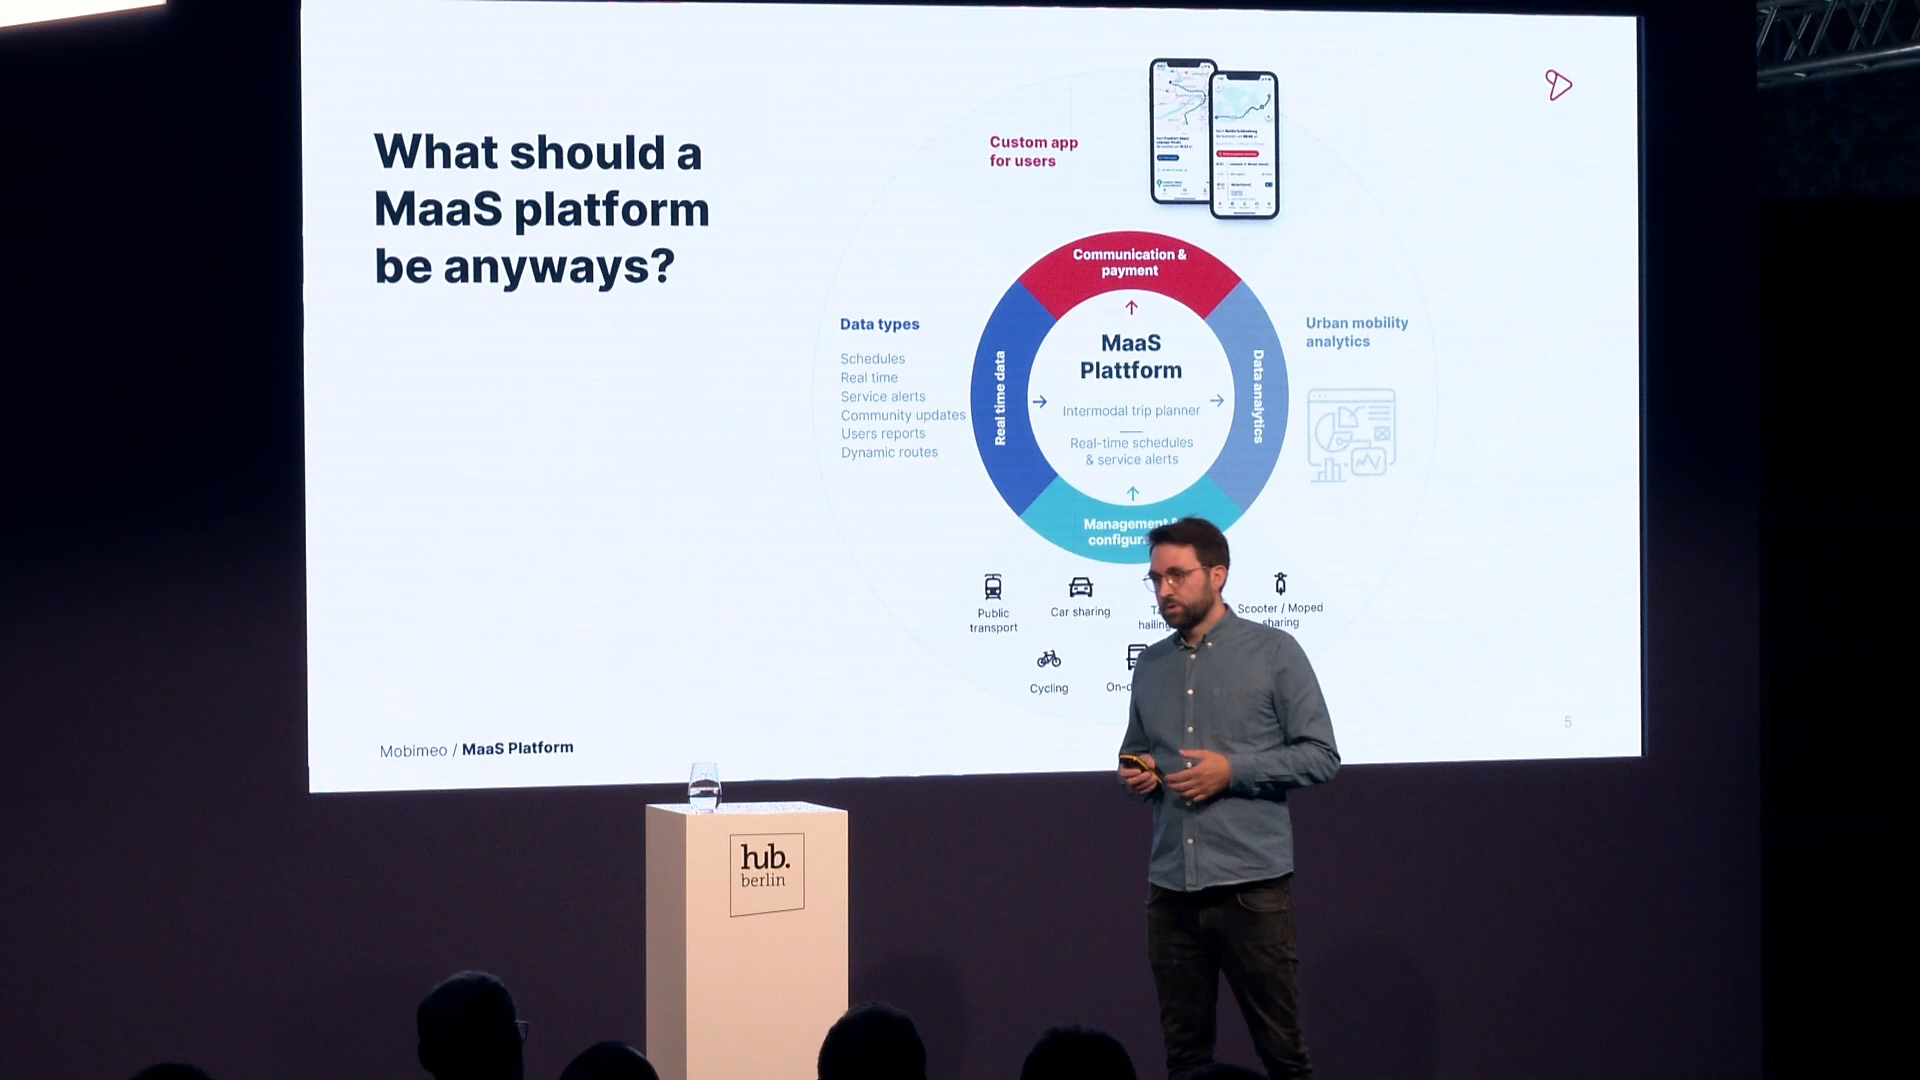 What should a
MaaS platform
be anyways?
Custom app
for users
Communication &
payment
Data types
Schedules
Real time
Service alerts
Community updates
Users reports
Dynamic routes
Real time data
MaaS
Plattform
Intermodal trip planner
Real-time schedules
& service alerts
Data analytics
Urban mobility
analytics
Management &
Public
transport
Car sharing
hailing
Scooter / Moped
sharing
Cycling
Mobimeo / MaaS Platform
5
hub.
berlin